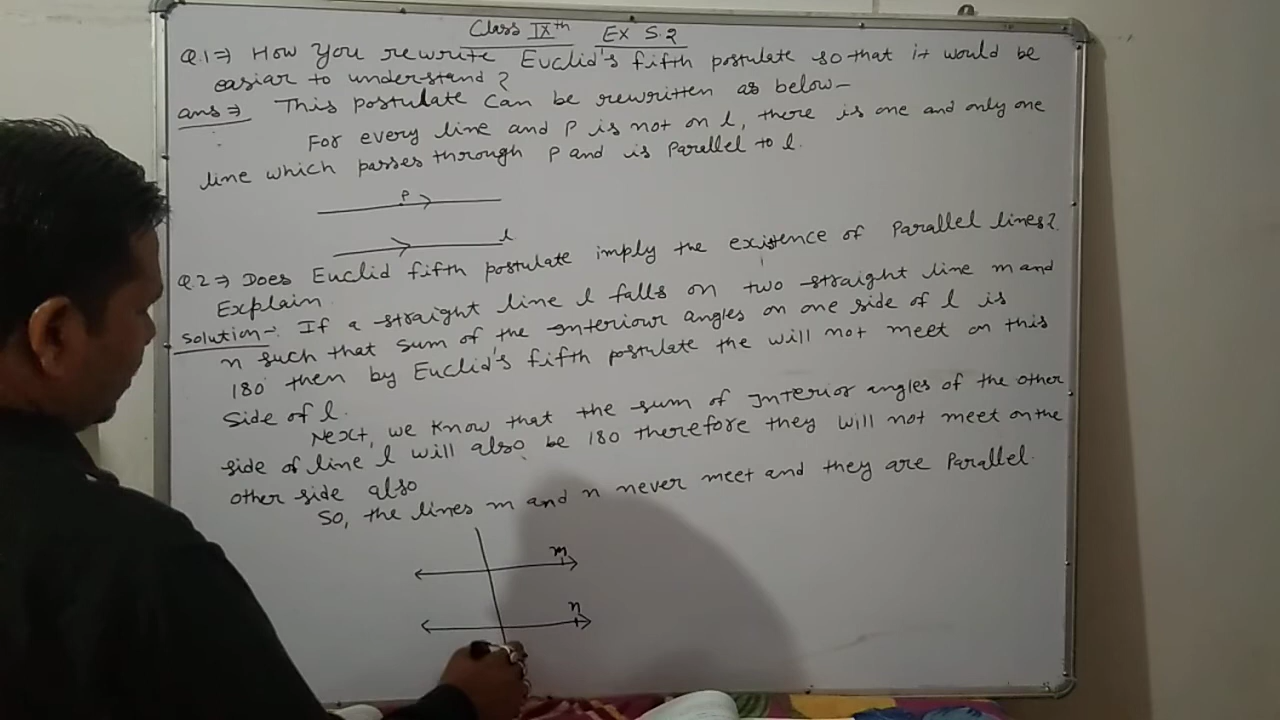 Class IXth Ex 5.2
Q.1⇒ How you rewrite Euclid's fifth postulate so that it would be
easiar to understand?
ans ⇒ This postulate can be rewritten as below-
For every line and P is not on l, there is one and only one
line which passes through P and is Parallel to l.
P
l
Q.2⇒ Does Euclid fifth postulate imply the existence of Parallel lines?
Explain
Solution-: If a straight line l falls on two straight line m and
n such that sum of the Interiour angles on one side of l is
180 then by Euclid's fifth postulate the will not meet on this
Side of l.
Next, we know that the sum of Interior angles of the other
side of line l will also be 180 therefore they will not meet on the
other side also
So, the lines m and n never meet and they are Parallel.
m
n